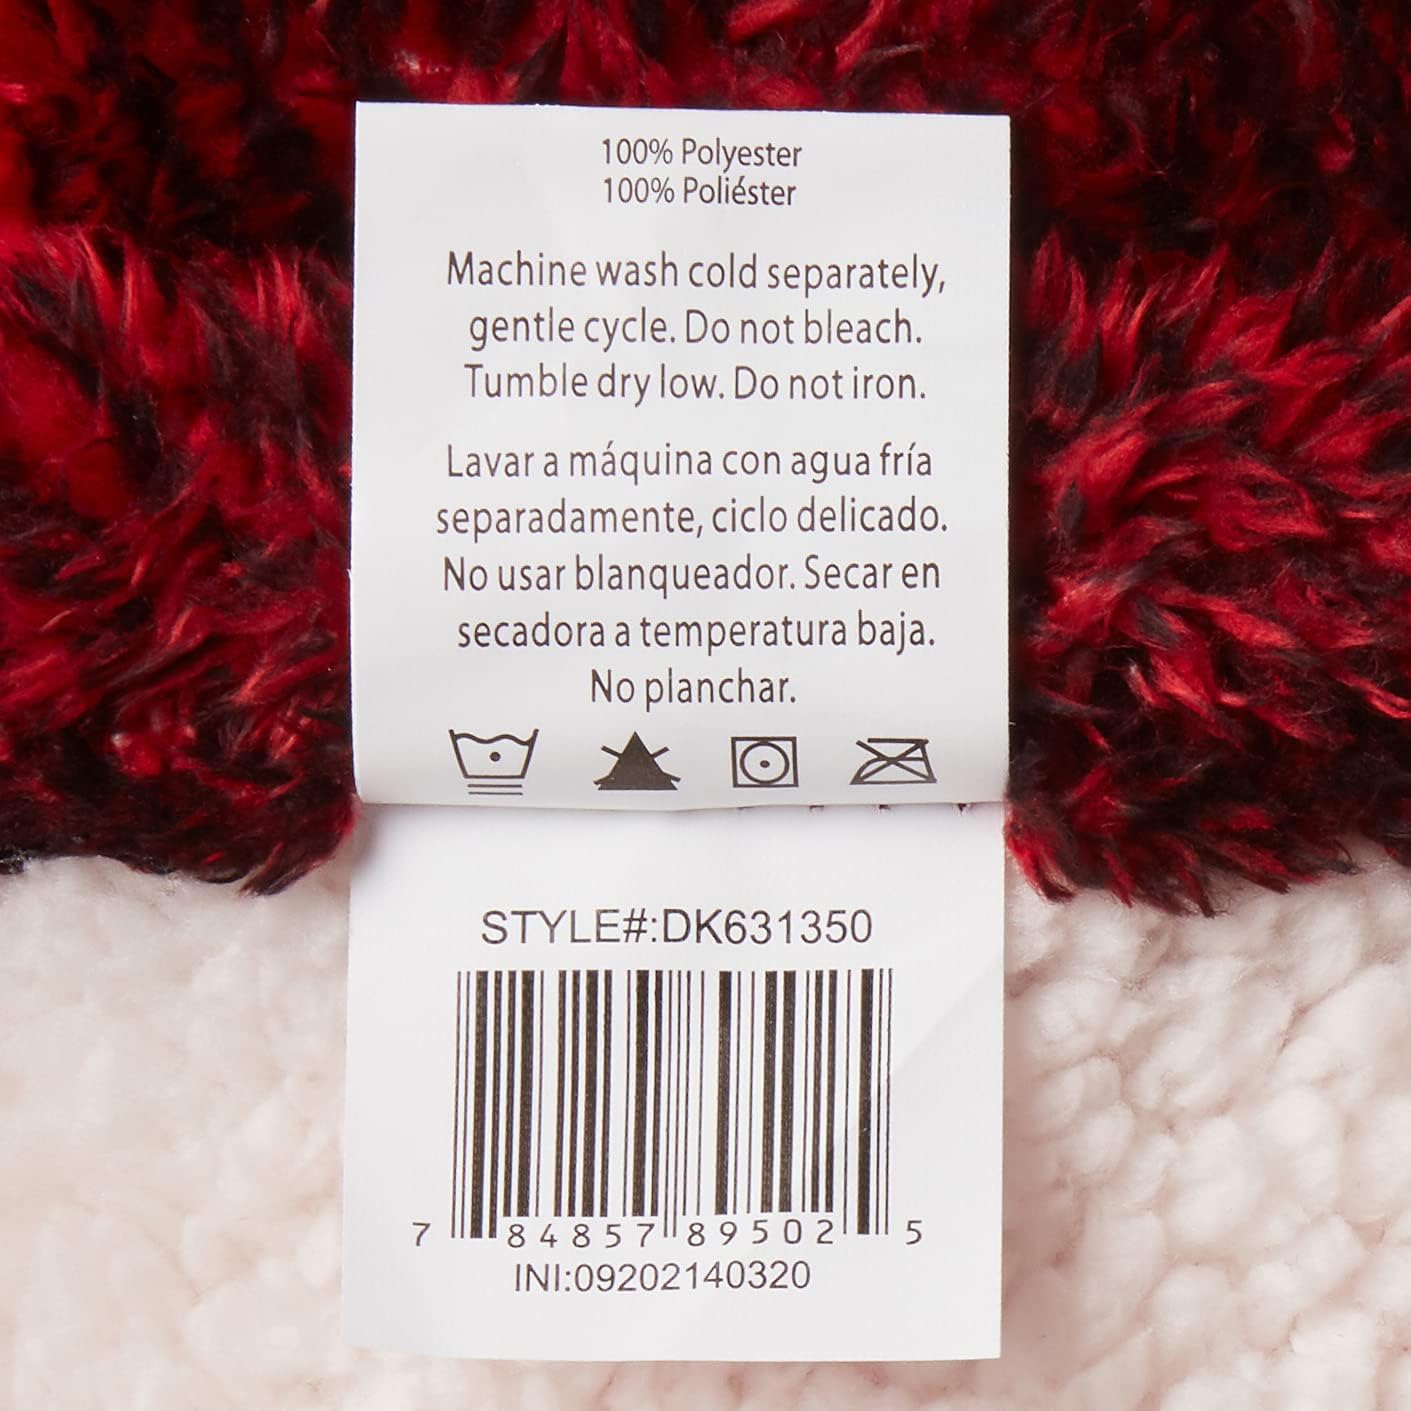 100% Polyester
100% Poliéster
Machine wash cold separately,
gentle cycle. Do not bleach.
Tumble dry low. Do not iron.
Lavar a máquina con agua fría
separadamente, ciclo delicado.
No usar blanqueador. Secar en
secadora a temperatura baja.
No planchar.
STYLE#:DK631350
7 84857 89502 5
INI:09202140320